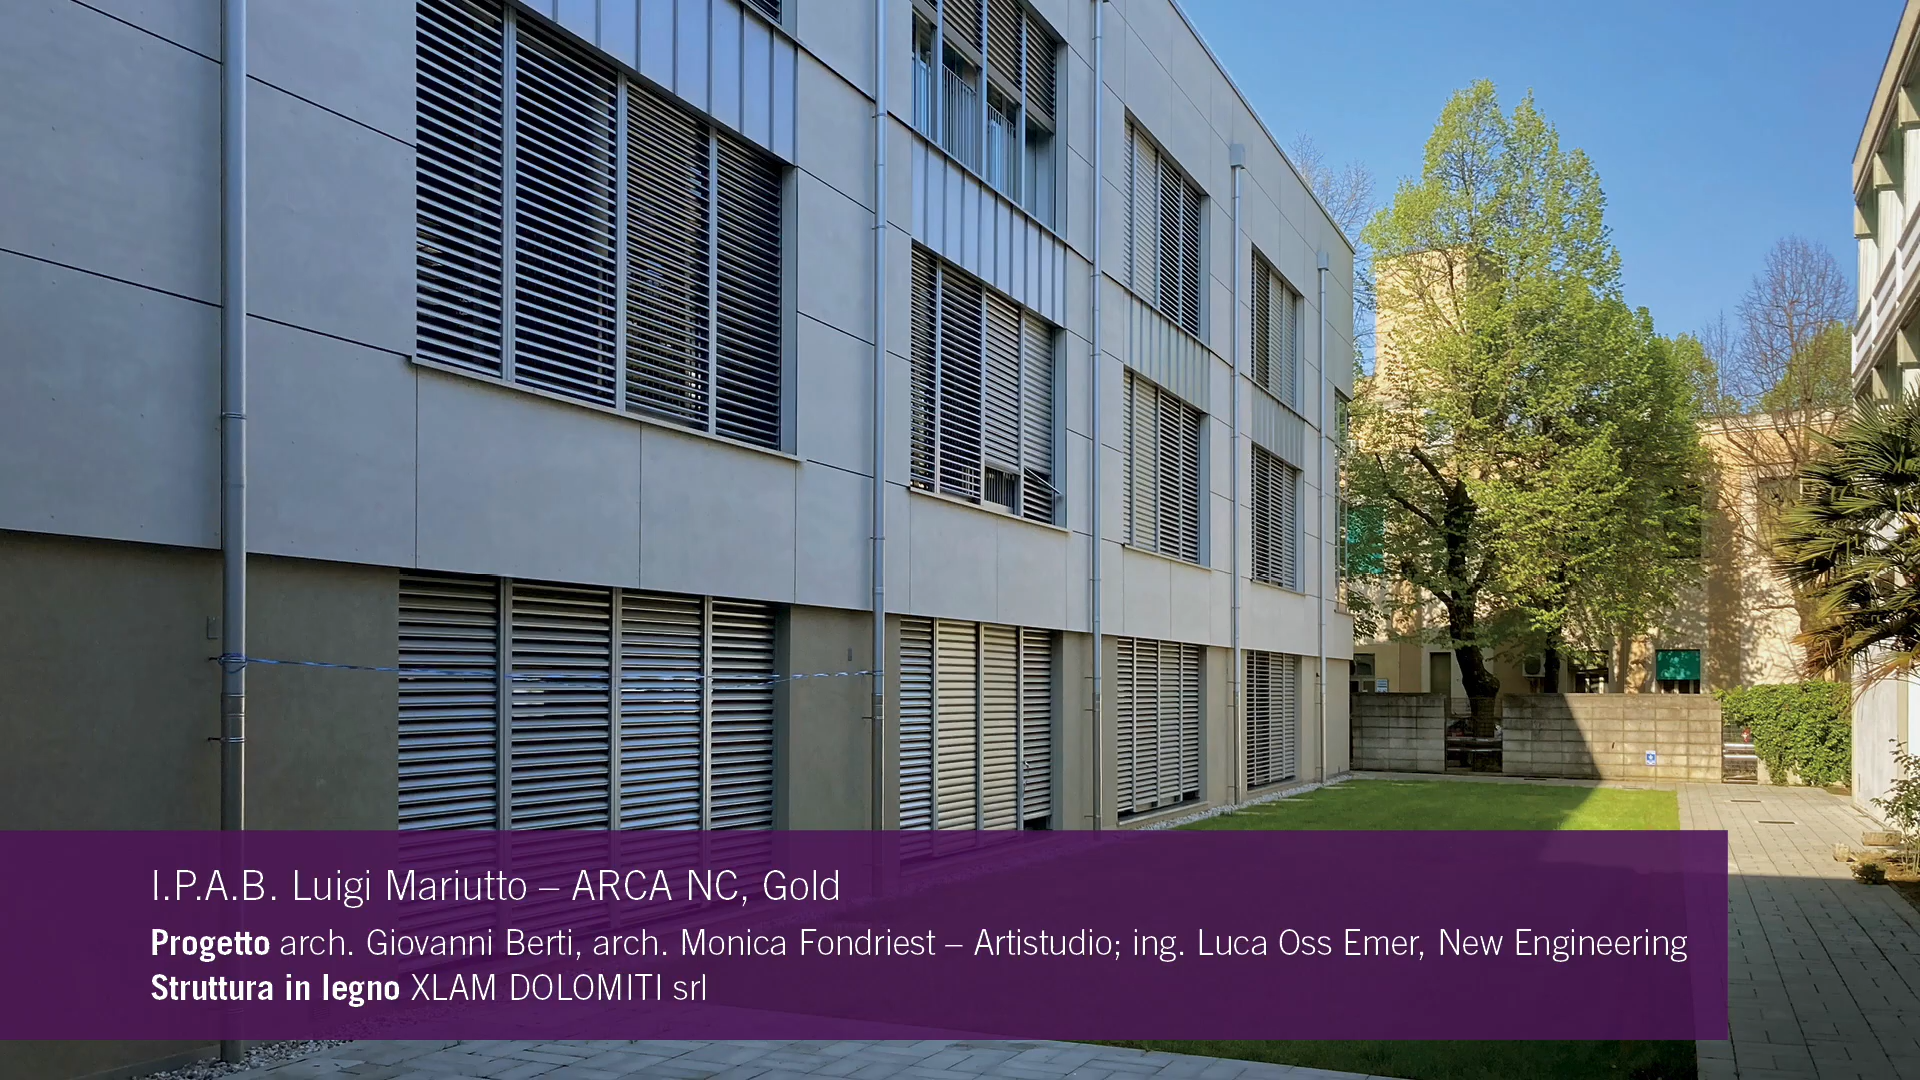 I.P.A.B. Luigi Mariutto – ARCA NC, Gold
Progetto arch. Giovanni Berti, arch. Monica Fondriest – Artistudio; ing. Luca Oss Emer, New Engineering
Struttura in legno XLAM DOLOMITI srl